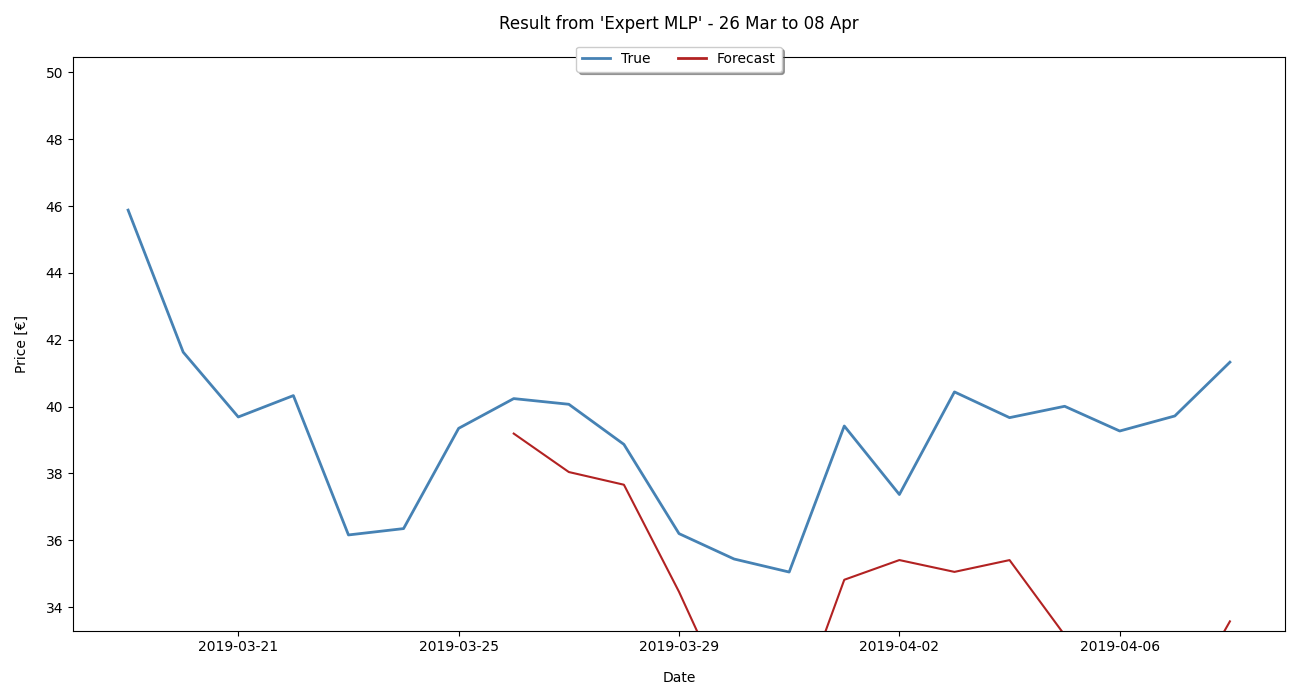 Result from 'Expert MLP' - 26 Mar to 08 Apr
True Forecast
50
48
46
44
42
40
38
36
34
Price [€]
2019-03-21 2019-03-25 2019-03-29 2019-04-02 2019-04-06
Date